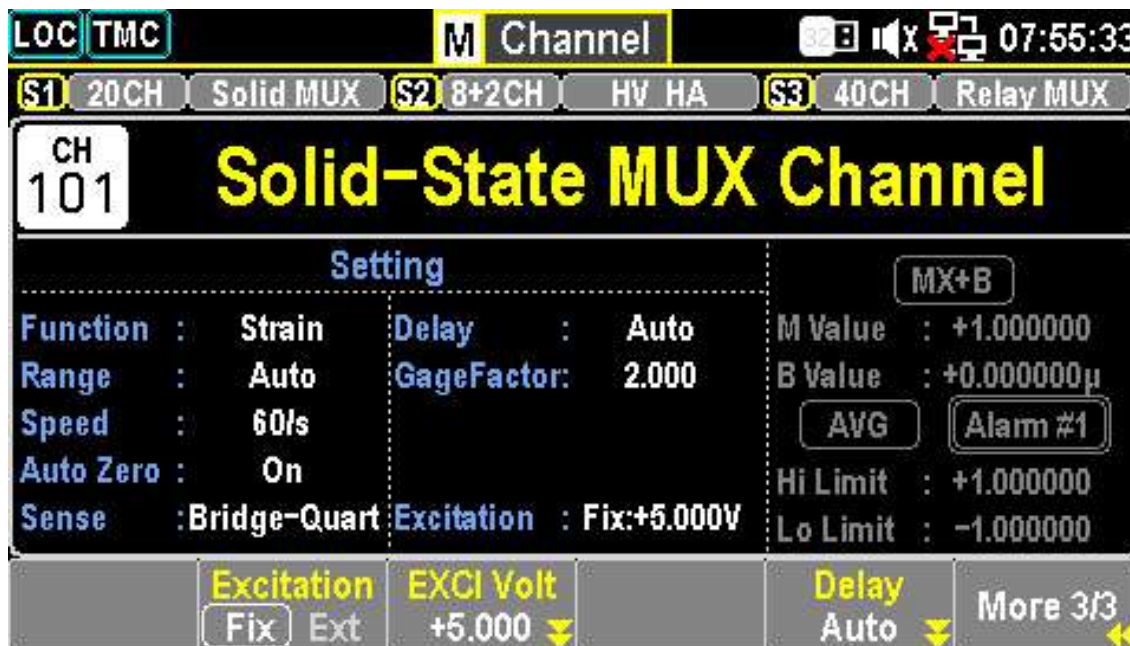 LOC TMC M Channel 32 X 07:55:33
S1 20CH Solid MUX S2 8+2CH HV HA S3 40CH Relay MUX
CH
101
Solid-State MUX Channel
Setting
MX+B
Function : Strain Delay : Auto M Value : +1.000000
Range : Auto GageFactor: 2.000 B Value : +0.000000µ
Speed : 60/s AVG Alarm #1
Auto Zero : On Hi Limit : +1.000000
Sense :Bridge-Quart Excitation : Fix:+5.000V Lo Limit : -1.000000
Excitation EXCI Volt Delay More 3/3
Fix Ext +5.000 Auto